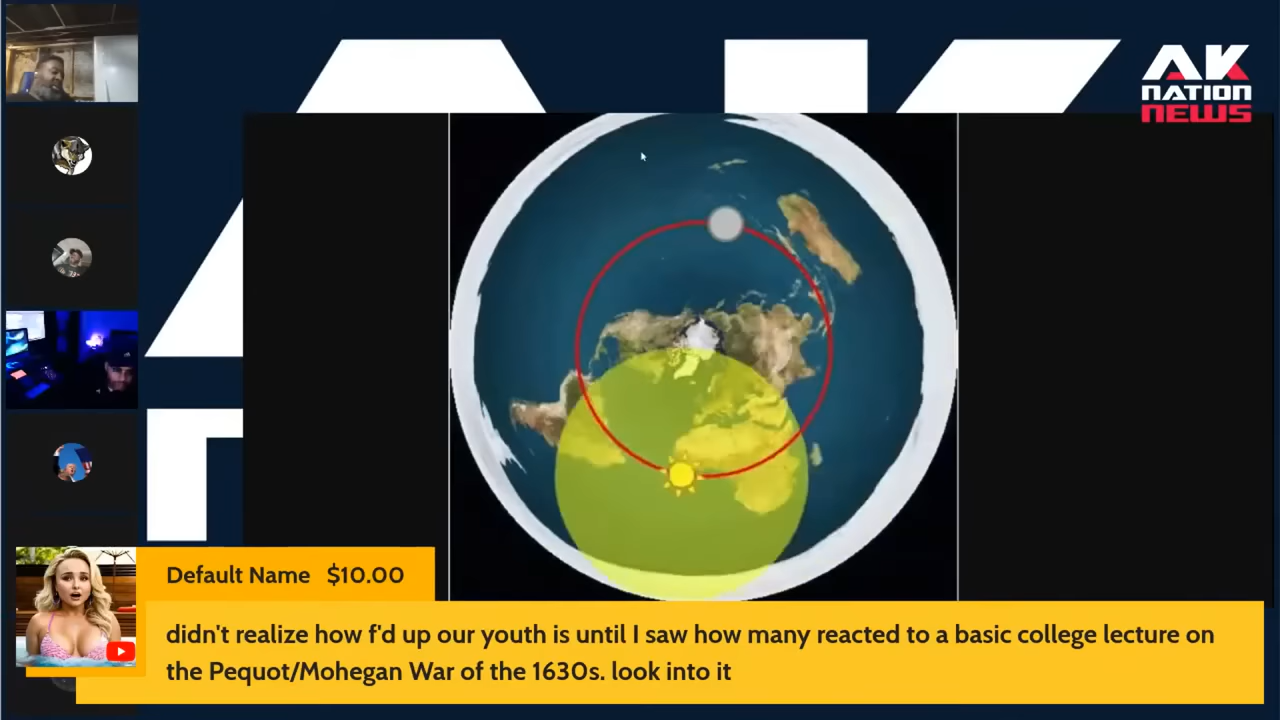 AK
NATION
NEWS
Default Name $10.00
didn't realize how f'd up our youth is until I saw how many reacted to a basic college lecture on
the Pequot/Mohegan War of the 1630s. look into it